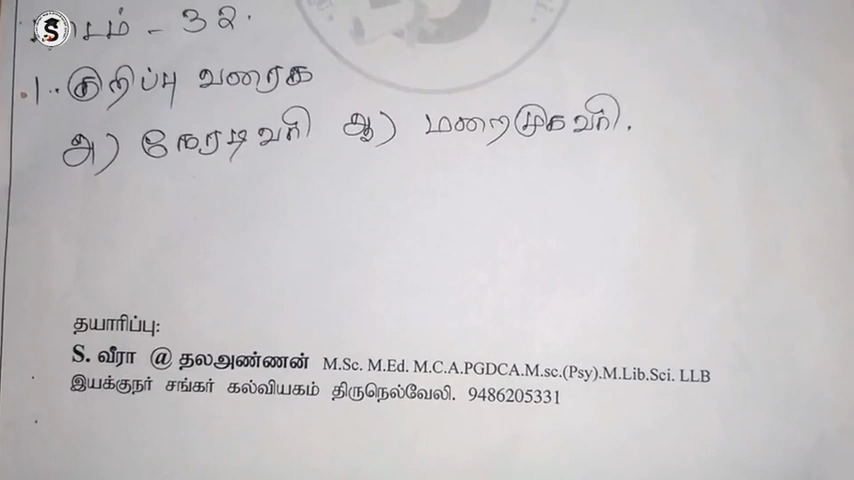 பாடம் - 32.
1. குறிப்பு வரைக
அ) நேரடி வரி ஆ) மறைமுக வரி.
தயாரிப்பு:
S. வீரா @ தலஅண்ணன் M.Sc. M.Ed. M.C.A.PGDCA.M.sc.(Psy).M.Lib.Sci. LLB
இயக்குநர் சங்கர் கல்வியகம் திருநெல்வேலி. 9486205331